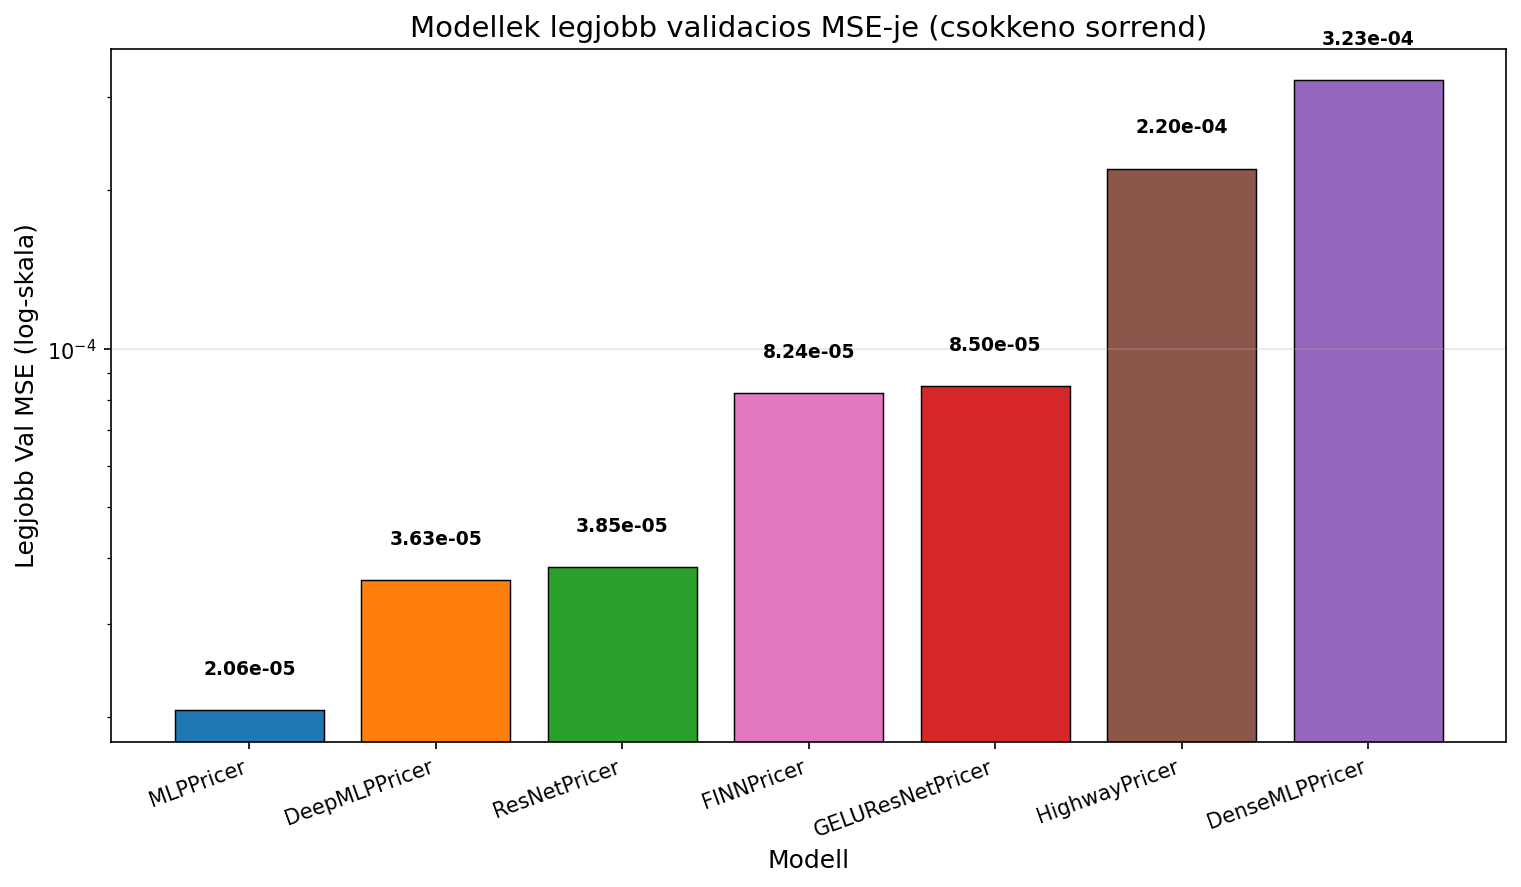 Modellek legjobb validacios MSE-je (csokkeno sorrend)
Legjobb Val MSE (log-skala)
10⁻⁴
2.06e-05
3.63e-05
3.85e-05
8.24e-05
8.50e-05
2.20e-04
3.23e-04
MLPPricer
DeepMLPPricer
ResNetPricer
FINNPricer
GELUResNetPricer
HighwayPricer
DenseMLPPricer
Modell